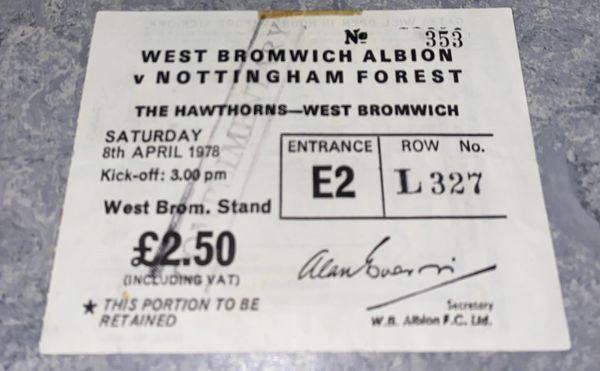 Nº 353
WEST BROMWICH ALBION
v NOTTINGHAM FOREST
THE HAWTHORNS—WEST BROMWICH
SATURDAY
8th APRIL 1978
Kick-off: 3.00 pm
West Brom. Stand
ENTRANCE
E2
ROW No.
L 327
£2.50
(INCLUDING VAT)
★ THIS PORTION TO BE
RETAINED
COMPLIMENTARY
Secretary
W.B. Albion F.C. Ltd.